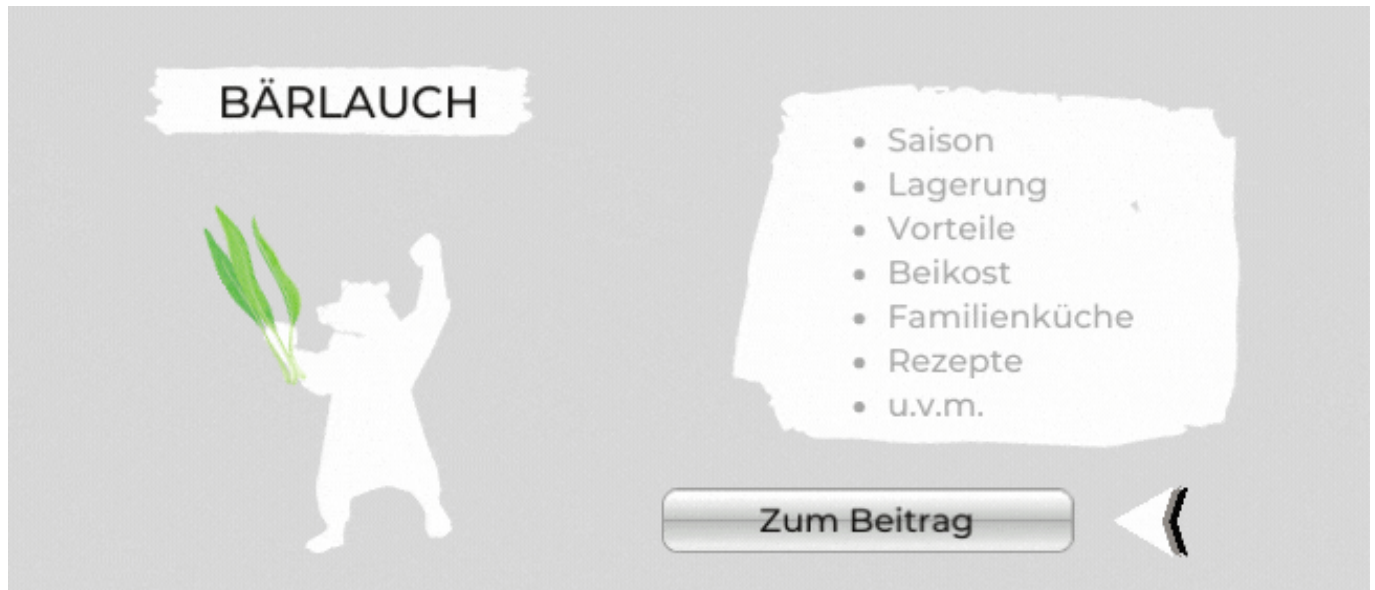 BÄRLAUCH
• Saison
• Lagerung
• Vorteile
• Beikost
• Familienküche
• Rezepte
• u.v.m.
Zum Beitrag